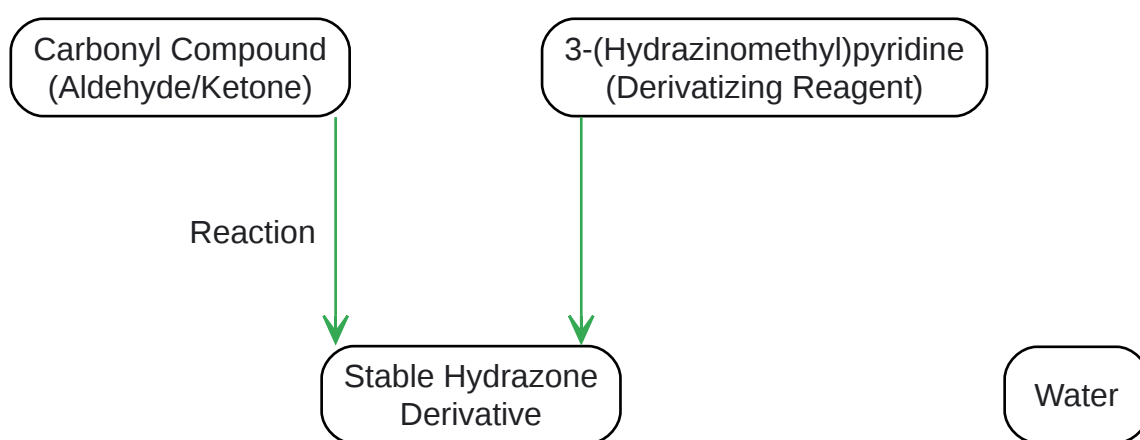 Carbonyl Compound
(Aldehyde/Ketone)
3-(Hydrazinomethyl)pyridine
(Derivatizing Reagent)
Reaction
Stable Hydrazone
Derivative
Water